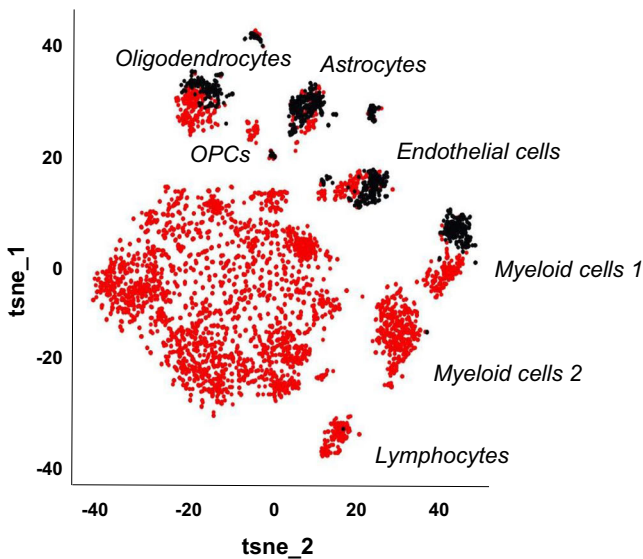 40
Oligodendrocytes
Astrocytes
20
OPCs
Endothelial cells
tsne_1
0
Myeloid cells 1
-20
Myeloid cells 2
Lymphocytes
-40
-40
-20
0
20
40
tsne_2